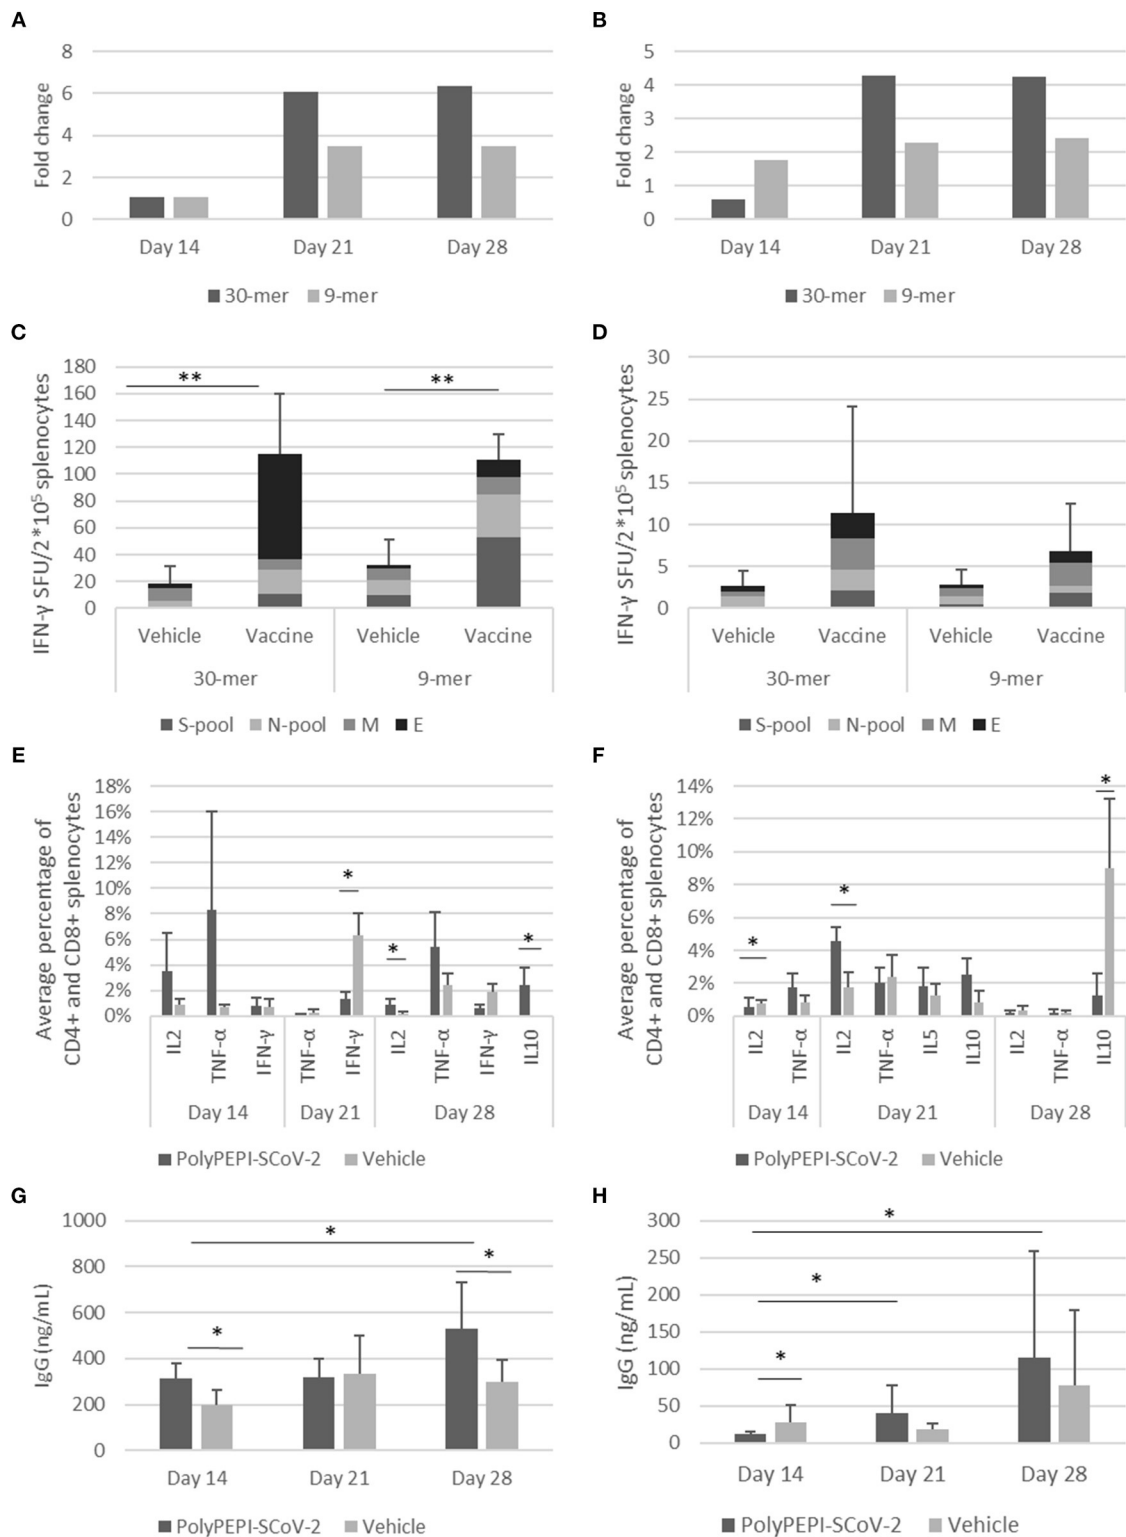 A
Fold change
8
6
4
2
0
Day 14 Day 21 Day 28
30-mer 9-mer
B
Fold change
5
4
3
2
1
0
Day 14 Day 21 Day 28
30-mer 9-mer
C
IFN-γ SFU/2*10⁵ splenocytes
180
160
140
120
100
80
60
40
20
0
** **
Vehicle Vaccine Vehicle Vaccine
30-mer 9-mer
S-pool N-pool M E
D
IFN-γ SFU/2*10⁵ splenocytes
30
25
20
15
10
5
0
Vehicle Vaccine Vehicle Vaccine
30-mer 9-mer
S-pool N-pool M E
E
Average percentage of
CD4+ and CD8+ splenocytes
18%
16%
14%
12%
10%
8%
6%
4%
2%
0%
* * *
IL2 TNF-α IFN-γ TNF-α IFN-γ IL2 TNF-α IFN-γ IL10
Day 14 Day 21 Day 28
PolyPEPI-SCoV-2 Vehicle
F
Average percentage of
CD4+ and CD8+ splenocytes
14%
12%
10%
8%
6%
4%
2%
0%
* * *
IL2 TNF-α IL2 TNF-α IL5 IL10 IL2 TNF-α IL10
Day 14 Day 21 Day 28
PolyPEPI-SCoV-2 Vehicle
G
IgG (ng/mL)
1000
800
600
400
200
0
* * *
Day 14 Day 21 Day 28
PolyPEPI-SCoV-2 Vehicle
H
IgG (ng/mL)
300
250
200
150
100
50
0
* * *
Day 14 Day 21 Day 28
PolyPEPI-SCoV-2 Vehicle